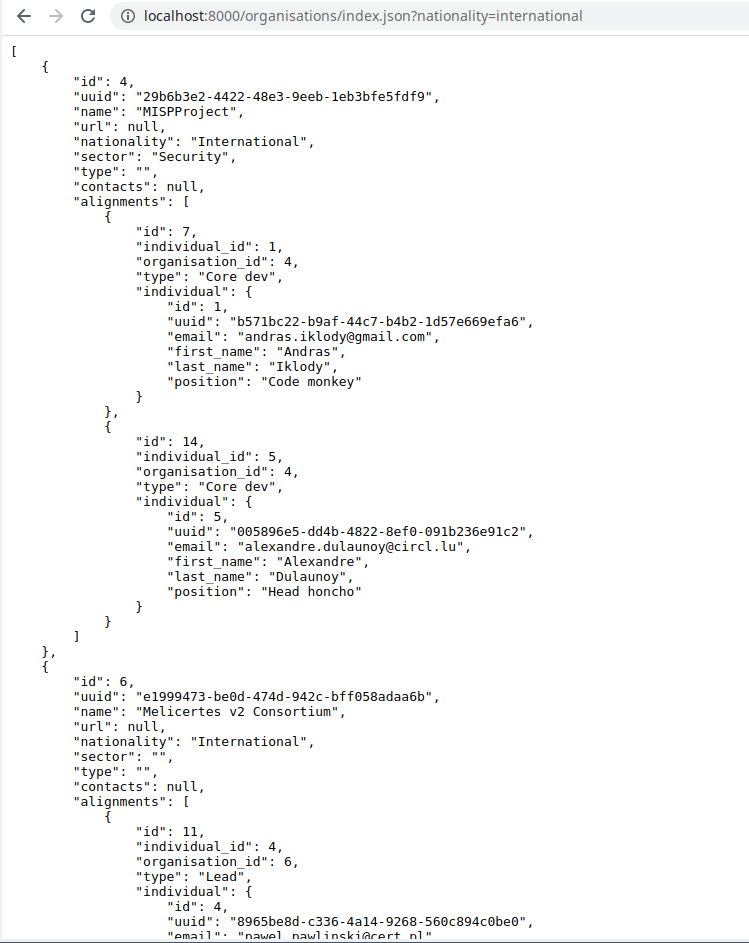 localhost:8000/organisations/index.json?nationality=international
[
    {
        "id": 4,
        "uuid": "29b6b3e2-4422-48e3-9eeb-1eb3bfe5fdf9",
        "name": "MISPProject",
        "url": null,
        "nationality": "International",
        "sector": "Security",
        "type": "",
        "contacts": null,
        "alignments": [
            {
                "id": 7,
                "individual_id": 1,
                "organisation_id": 4,
                "type": "Core dev",
                "individual": {
                    "id": 1,
                    "uuid": "b571bc22-b9af-44c7-b4b2-1d57e669efa6",
                    "email": "andras.iklody@gmail.com",
                    "first_name": "Andras",
                    "last_name": "Iklody",
                    "position": "Code monkey"
                }
            },
            {
                "id": 14,
                "individual_id": 5,
                "organisation_id": 4,
                "type": "Core dev",
                "individual": {
                    "id": 5,
                    "uuid": "005896e5-dd4b-4822-8ef0-091b236e91c2",
                    "email": "alexandre.dulaunoy@circl.lu",
                    "first_name": "Alexandre",
                    "last_name": "Dulaunoy",
                    "position": "Head honcho"
                }
            }
        ]
    },
    {
        "id": 6,
        "uuid": "e1999473-be0d-474d-942c-bff058adaa6b",
        "name": "Melicertes v2 Consortium",
        "url": null,
        "nationality": "International",
        "sector": "",
        "type": "",
        "contacts": null,
        "alignments": [
            {
                "id": 11,
                "individual_id": 4,
                "organisation_id": 6,
                "type": "Lead",
                "individual": {
                    "id": 4,
                    "uuid": "8965be8d-c336-4a14-9268-560c894c0be0",
                    "email": "pawel.pawlinski@cert.pl"